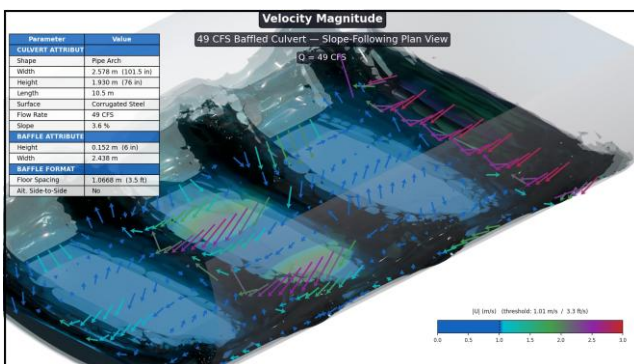 Velocity Magnitude
49 CFS Baffled Culvert — Slope-Following Plan View
Q = 49 CFS
Parameter Value
CULVERT ATTRIBUT
Shape Pipe Arch
Width 2.578 m (101.5 in)
Height 1.930 m (76 in)
Length 10.5 m
Surface Corrugated Steel
Flow Rate 49 CFS
Slope 3.6 %
BAFFLE ATTRIBUTE
Height 0.152 m (6 in)
Width 2.438 m
BAFFLE FORMAT
Floor Spacing 1.0668 m (3.5 ft)
Alt. Side-to-Side No
|U| (m/s) (threshold: 1.01 m/s / 3.3 ft/s)
0.0 0.5 1.0 1.5 2.0 2.5 3.0